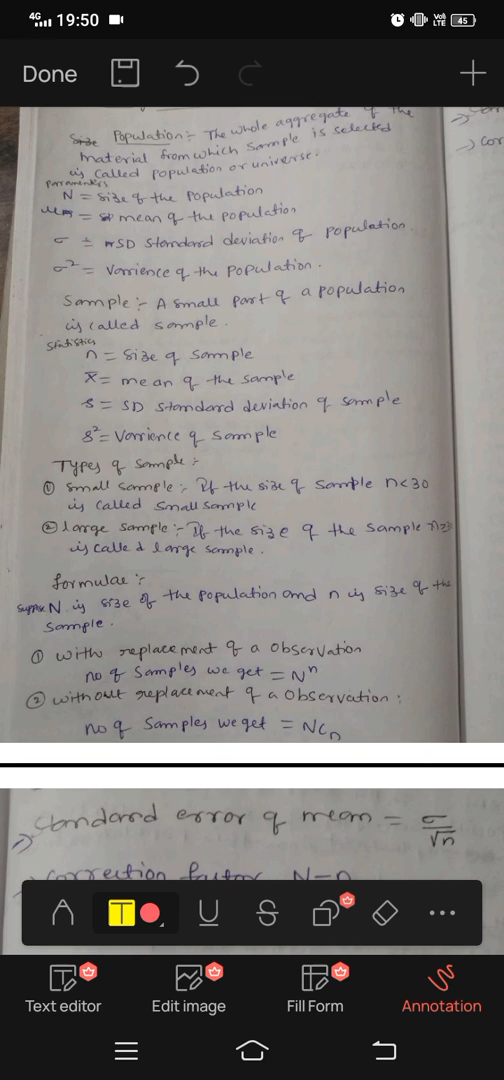 4G 19:50 Vo) LTE 45
Done
Population :- The whole aggregate of the
material from which sample is selected
is called population or universe.
Parameters
N = size of the population
= mean of the population
σ = SD standard deviation of population
σ² = Varience of the population.
Sample :- A small part of a population
is called sample.
Statistics
n = size of sample
x̄ = mean of the sample
s = SD standard deviation of sample
s² = Varience of sample
Types of sample :-
① small sample :- If the size of sample n<30
is called small sample
② large sample :- If the size of the sample
is called large sample.
formulae :-
suppose N is size of the population and n is size of the
sample.
① with replacement of a observation
no of samples we get = Nⁿ
② without replacement of a observation :
no of samples we get = NCn
→ standard error of mean = σ/√n
→ correction factor N-n
Text editor
Edit image
Fill Form
Annotation